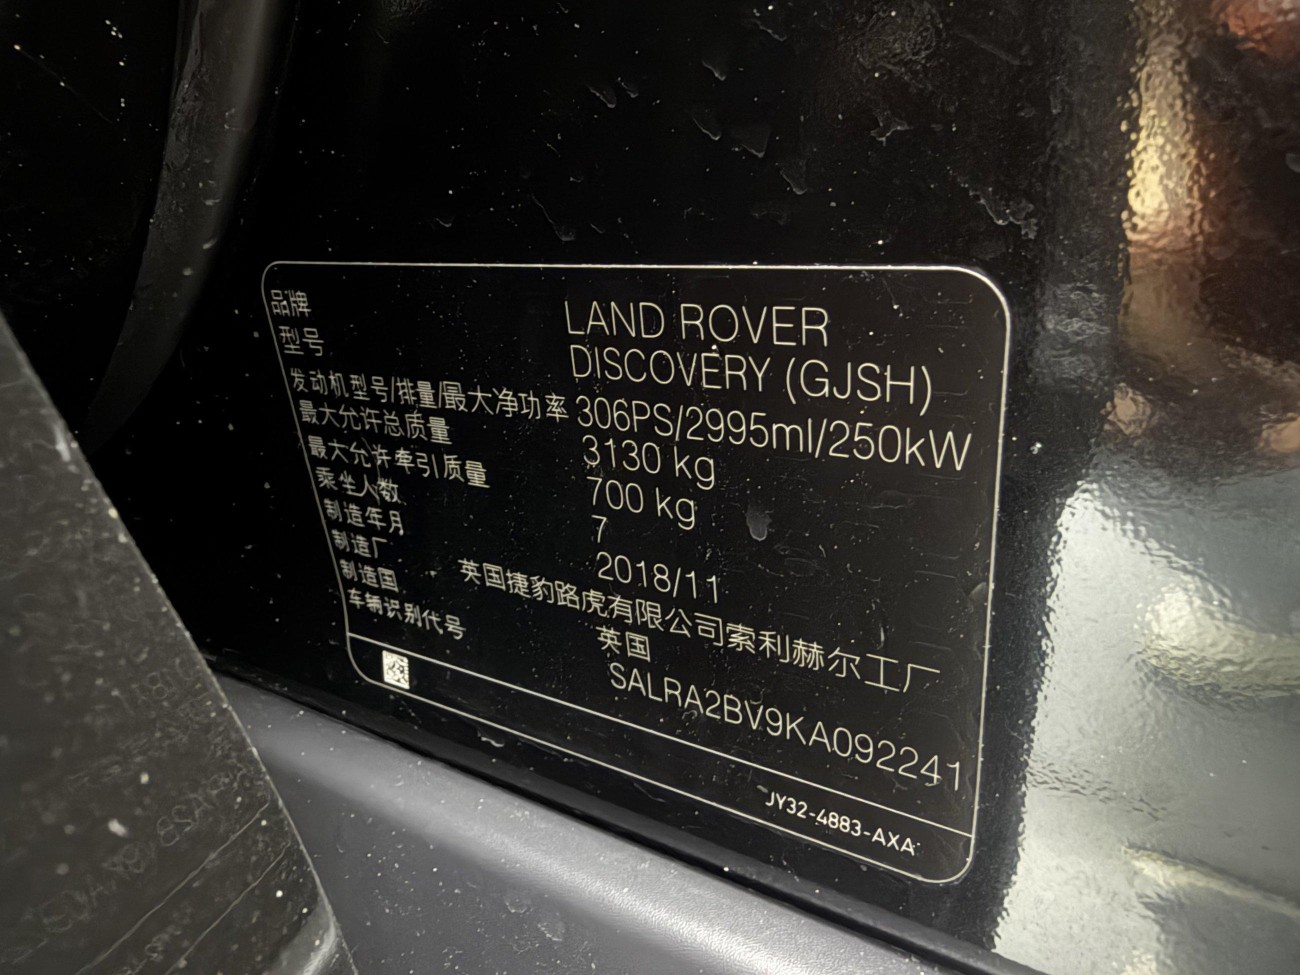 品牌 LAND ROVER
型号 DISCOVERY (GJSH)
发动机型号/排量/最大净功率 306PS/2995ml/250kW
最大允许总质量 3130 kg
最大允许牵引质量 700 kg
乘坐人数 7
制造年月 2018/11
制造厂 英国捷豹路虎有限公司索利赫尔工厂
制造国 英国
车辆识别代号 SALRA2BV9KA092241
JY32-4883-AXA